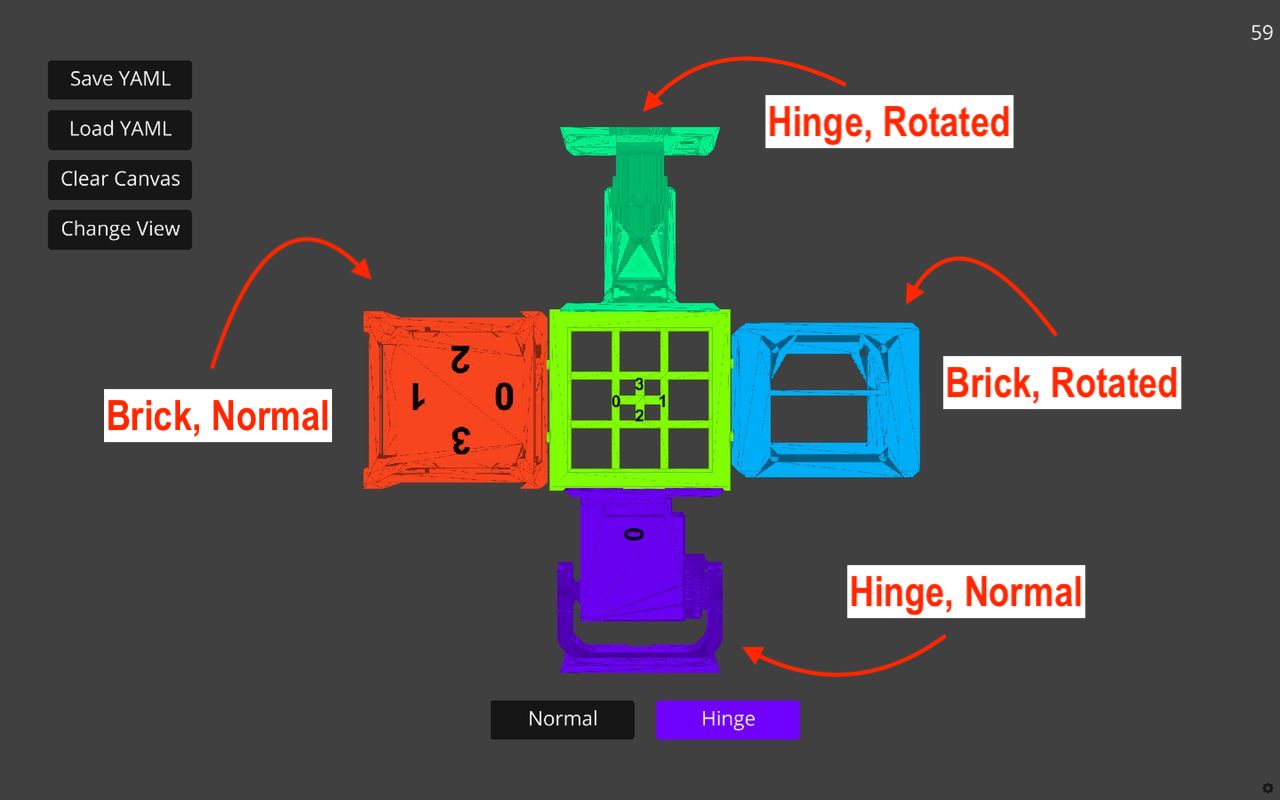 59
Save YAML
Load YAML
Clear Canvas
Change View
Hinge, Rotated
Brick, Normal
Brick, Rotated
2
1 0
3
3
0 1
2
0
Hinge, Normal
Normal
Hinge